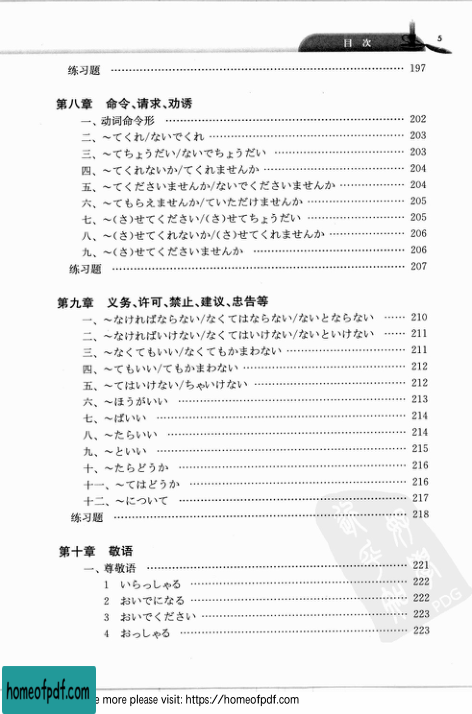 目 次 5
练习题 …… 197
第八章 命令、请求、劝诱
一、动词命令形 …… 202
二、～てくれ/ないでくれ …… 203
三、～てちょうだい/ないでちょうだい …… 203
四、～てくれないか/てくれませんか …… 204
五、～てくださいませんか/ないでくださいませんか …… 204
六、～てもらえませんか/ていただけませんか …… 205
七、～(さ)せてください/(さ)せてちょうだい …… 205
八、～(さ)せてくれないか/(さ)せてくれませんか …… 206
九、～(さ)せてくださいませんか …… 206
练习题 …… 207
第九章 义务、许可、禁止、建议、忠告等
一、～なければならない/なくてはならない/ないとならない …… 210
二、～なければいけない/なくてはいけない/ないといけない …… 211
三、～なくてもいい/なくてもかまわない …… 211
四、～てもいい/てもかまわない …… 212
五、～てはいけない/ちゃいけない …… 212
六、～ほうがいい …… 213
七、～ばいい …… 214
八、～たらいい …… 214
九、～といい …… 215
十、～たらどうか …… 216
十一、～てはどうか …… 216
十二、～について …… 217
练习题 …… 218
第十章 敬语
一、尊敬语 …… 221
1 いらっしゃる …… 222
2 おいでになる …… 222
3 おいでください …… 223
4 おっしゃる …… 223
PDG
homeofpdf.com
e more please visit: https://homeofpdf.com